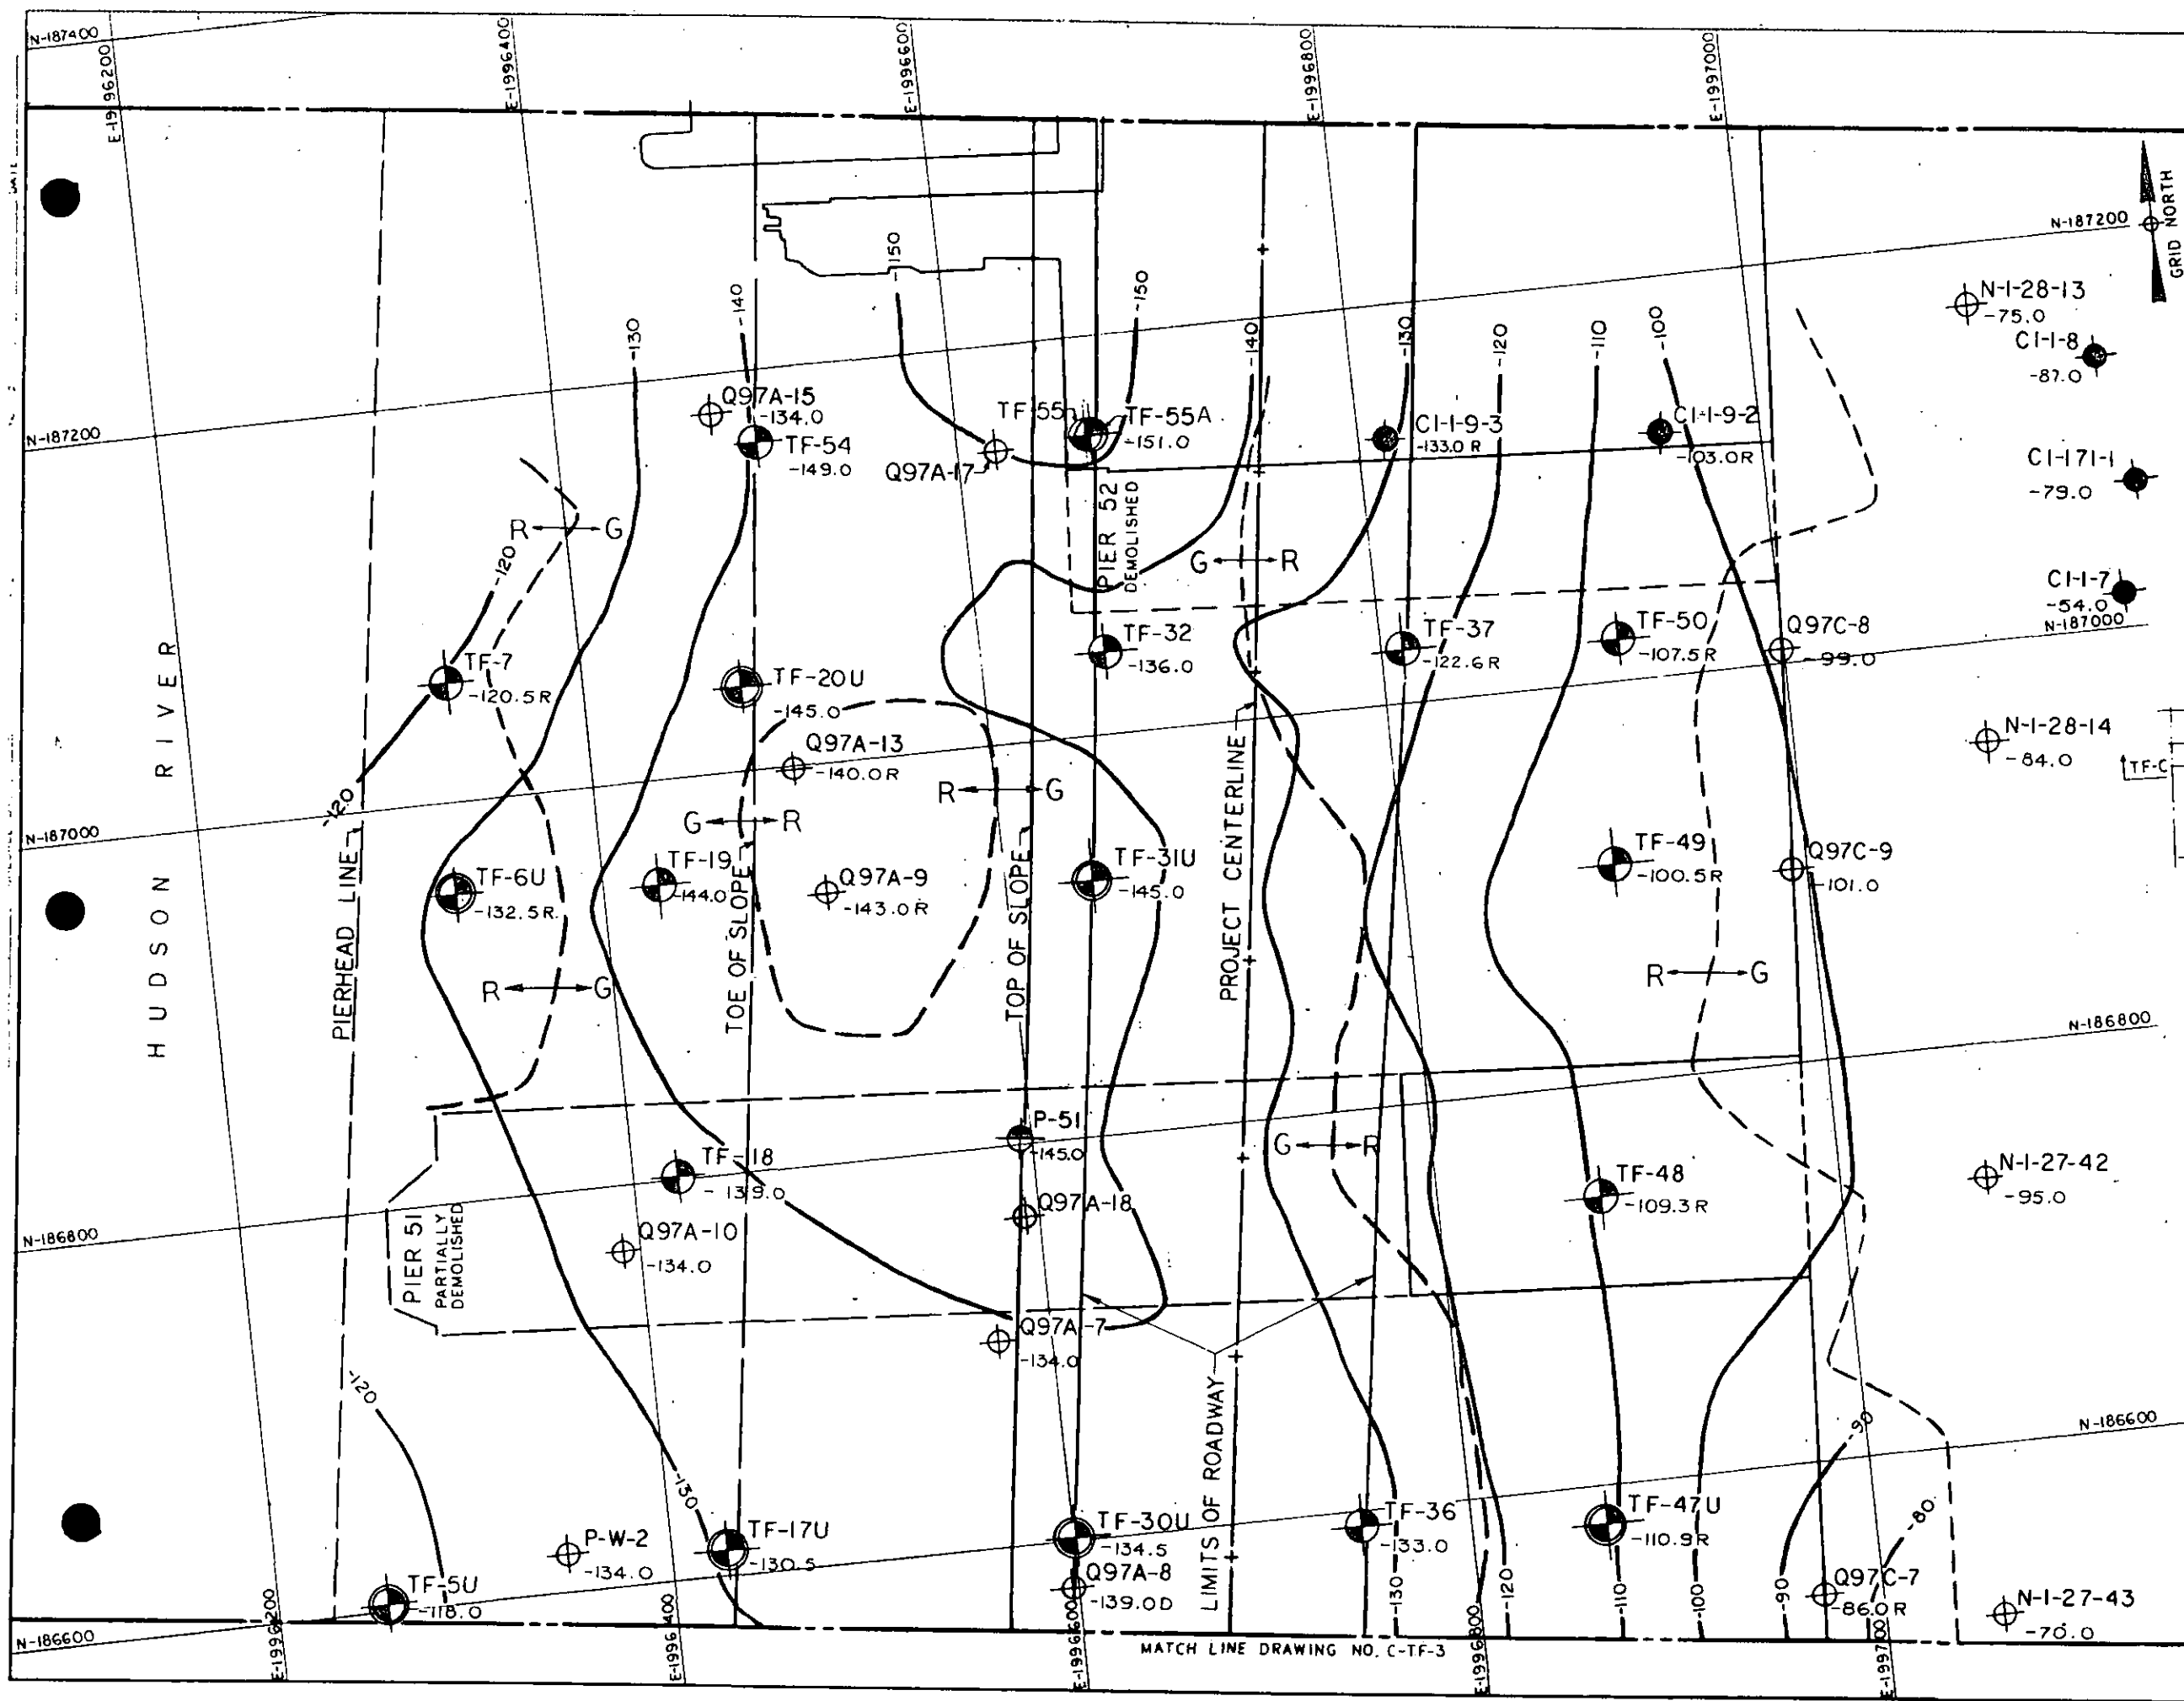 N-187400
E-1996200
E-1996400
E-1996600
E-1996800
E-1997000
GRID NORTH
N-187200
N-1-28-13
-75.0
C1-1-8
-87.0
C1-171-1
-79.0
C1-1-7
-54.0
N-187000
-150
-150
-140
-140
-130
-130
-120
-110
-100
Q97A-15
-134.0
TF-54
-149.0
Q97A-17
TF-55
TF-55A
-151.0
C1-1-9-3
-133.0 R
C1-1-9-2
-103.0R
N-187200
R G
PIER 52
DEMOLISHED
G R
-120
TF-7
-120.5R
TF-20U
-145.0
TF-32
-136.0
TF-37
-122.6R
TF-50
-107.5R
Q97C-8
-99.0
Q97A-13
-140.0R
N-1-28-14
-84.0
TF-C
HUDSON RIVER
-120
N-187000
PIERHEAD LINE
G R
R G
TF-6U
-132.5R
TF-19
-144.0
Q97A-9
-143.0R
TF-31U
-145.0
TF-49
-100.5R
Q97C-9
-101.0
TOE OF SLOPE
TOP OF SLOPE
PROJECT CENTERLINE
R G
R G
N-186800
P-51
-145.0
G R
TF-18
-139.0
Q97A-18
TF-48
-109.3R
N-1-27-42
-95.0
N-186800
PIER 51
PARTIALLY
DEMOLISHED
Q97A-10
-134.0
Q97A-7
-134.0
-120
LIMITS OF ROADWAY
N-186600
-90
-130
P-W-2
-134.0
TF-17U
-130.5
TF-30U
-134.5
TF-36
-133.0
TF-47U
-110.9R
-80
TF-5U
-118.0
Q97A-8
-139.0D
-130
-120
-110
-100
-90
Q97C-7
-86.0R
N-1-27-43
-70.0
N-186600
E-1996200
E-1996400
E-1996600
E-1996800
E-1997000
MATCH LINE DRAWING NO. C-TF-3